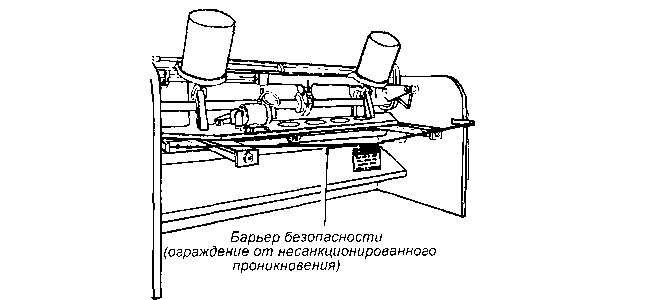 Барьер безопасности
(ограждение от несанкционированного
проникновения)